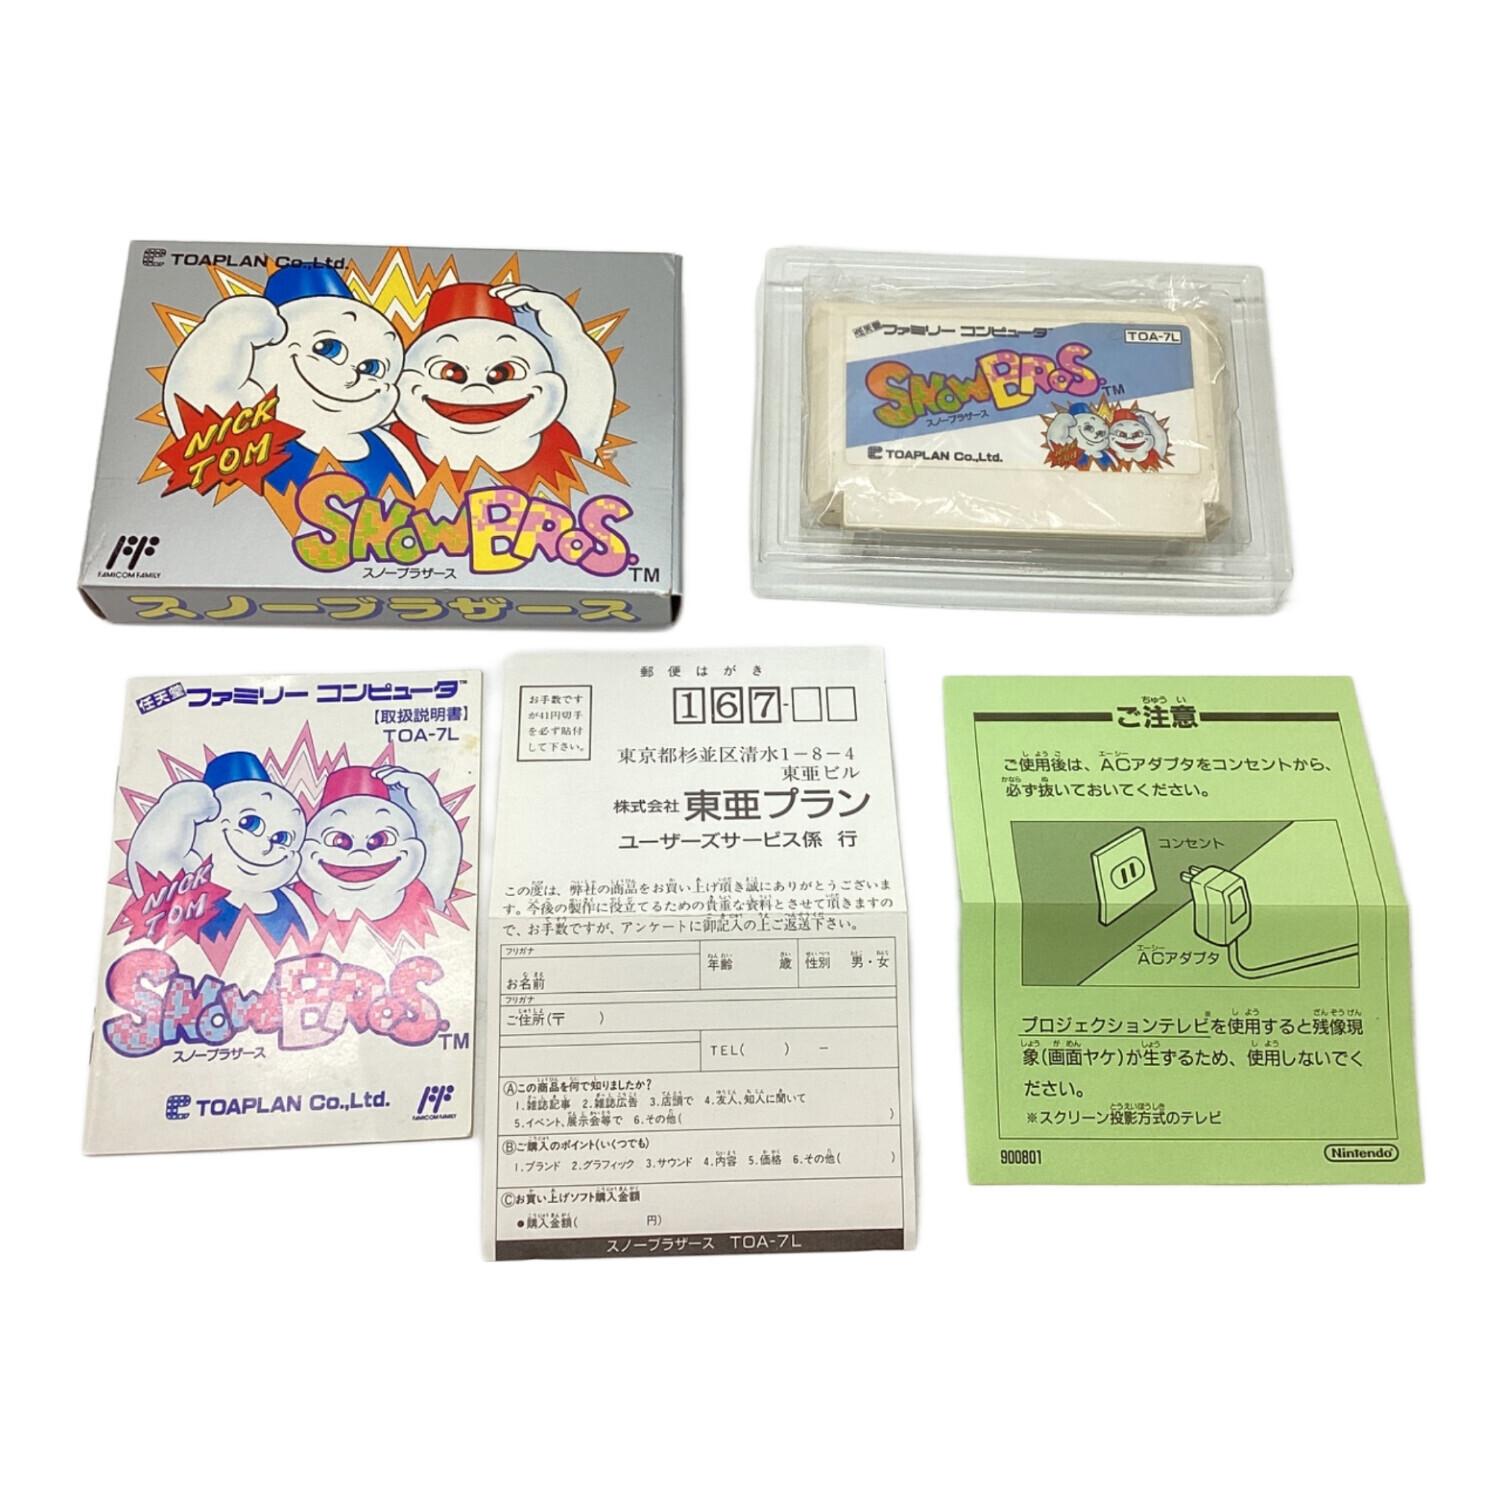 TOAPLAN Co.,Ltd.
NICK
TOM
SNOW BROS.
TM
スノーブラザース
FAMICOM FAMILY
スノーブラザース
任天堂 ファミリー コンピュータ™
TOA-7L
SNOW BROS.
TM
スノーブラザース
TOAPLAN Co.,Ltd.
NICK
TOM
任天堂 ファミリー コンピュータ™
【取扱説明書】
TOA-7L
NICK
TOM
SNOW BROS.
TM
スノーブラザース
TOAPLAN Co.,Ltd.
FAMICOM FAMILY
郵便はがき
お手数です
が41円切手
を必ず貼付
して下さい。
167-
東京都杉並区清水1-8-4
東亜ビル
株式会社 東亜プラン
ユーザーズサービス係 行
この度は、弊社の商品をお買い上げ頂き誠にありがとうございま
す。今後の製作に役立てるための貴重な資料とさせて頂きますの
で、お手数ですが、アンケートに御記入の上ご返送下さい。
フリガナ
お名前
年齢 歳
性別 男・女
フリガナ
ご住所(〒 )
TEL( ) −
Ⓐこの商品を何で知りましたか?
1.雑誌記事 2.雑誌広告 3.店頭で 4.友人、知人に聞いて
5.イベント、展示会等で 6.その他( )
Ⓑご購入のポイント(いくつでも)
1.ブランド 2.グラフィック 3.サウンド 4.内容 5.価格 6.その他( )
Ⓒお買い上げソフト購入金額
●購入金額( 円)
スノーブラザース TOA-7L
ちゅうい
ご注意
ご使用後は、ACアダプタをコンセントから、
必ず抜いておいてください。
コンセント
エーシー
ACアダプタ
プロジェクションテレビ※を使用すると残像現
象(画面ヤケ)が生ずるため、使用しないでく
ださい。
※スクリーン投影方式のテレビ
900801
Nintendo